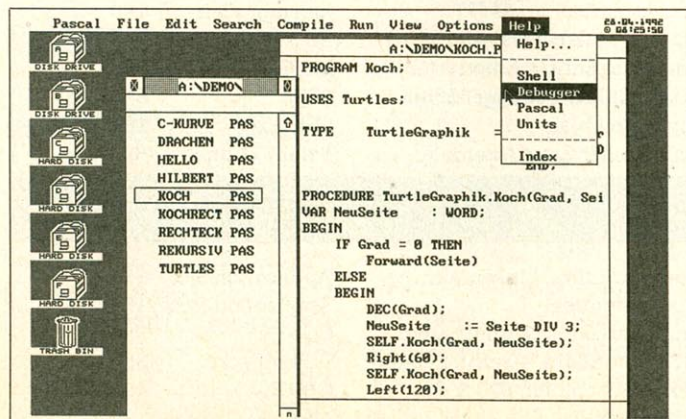 Pascal File Edit Search Compile Run View Options Help
28.04.1992
08:25:50
Help...
Shell
Debugger
Pascal
Units
Index
DISK DRIVE
DISK DRIVE
HARD DISK
HARD DISK
HARD DISK
HARD DISK
TRASH BIN
A:\DEMO\
C-KURVE PAS
DRACHEN PAS
HELLO PAS
HILBERT PAS
KOCH PAS
KOCHRECT PAS
RECHTECK PAS
REKURSIV PAS
TURTLES PAS
A:\DEMO\KOCH.P
PROGRAM Koch;
USES Turtles;
TYPE TurtleGraphik =
END;
PROCEDURE TurtleGraphik.Koch(Grad, Sei
VAR NeuSeite : WORD;
BEGIN
IF Grad = 0 THEN
Forward(Seite)
ELSE
BEGIN
DEC(Grad);
NeuSeite := Seite DIV 3;
SELF.Koch(Grad, NeuSeite);
Right(60);
SELF.Koch(Grad, NeuSeite);
Left(120);